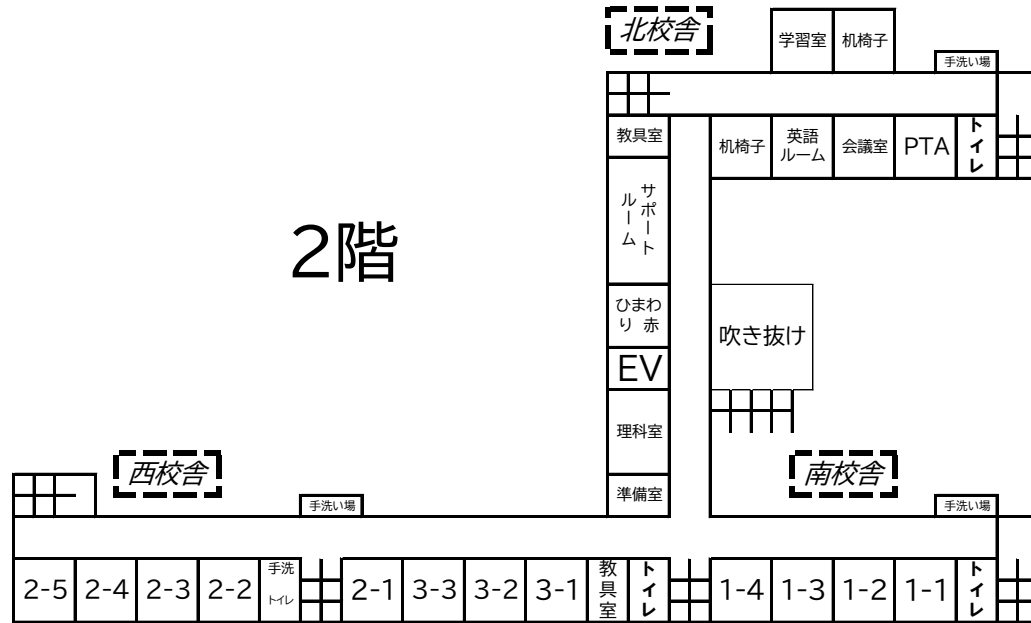 北校舎
学習室
机椅子
手洗い場
教具室
机椅子
英語
ルーム
会議室
PTA
トイレ
サポート
ルーム
2階
ひまわ
り 赤
吹き抜け
EV
理科室
西校舎
南校舎
準備室
手洗い場
手洗い場
2-5
2-4
2-3
2-2
手洗
トイレ
2-1
3-3
3-2
3-1
教具室
トイレ
1-4
1-3
1-2
1-1
トイレ